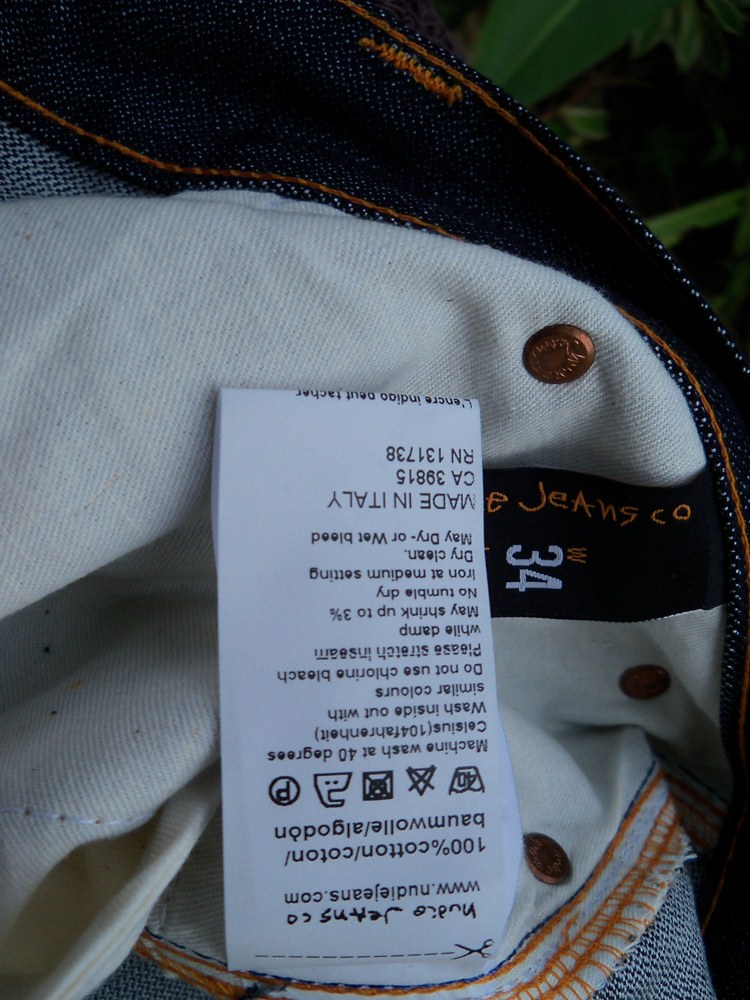 nudie JEANS co
www.nudiejeans.com
100%cotton/coton/
baumwolle/algodòn
40
P
Machine wash at 40 degrees
Celsius(104fahrenheit)
Wash inside out with
similar colours
Do not use chlorine bleach
Please stretch inseam
while damp
May shrink up to 3%
No tumble dry
Iron at medium setting
Dry clean.
May Dry- or Wet bleed
MADE IN ITALY
CA 39815
RN 131738
L'encre indigo peut tacher
JEANS CO
W
34